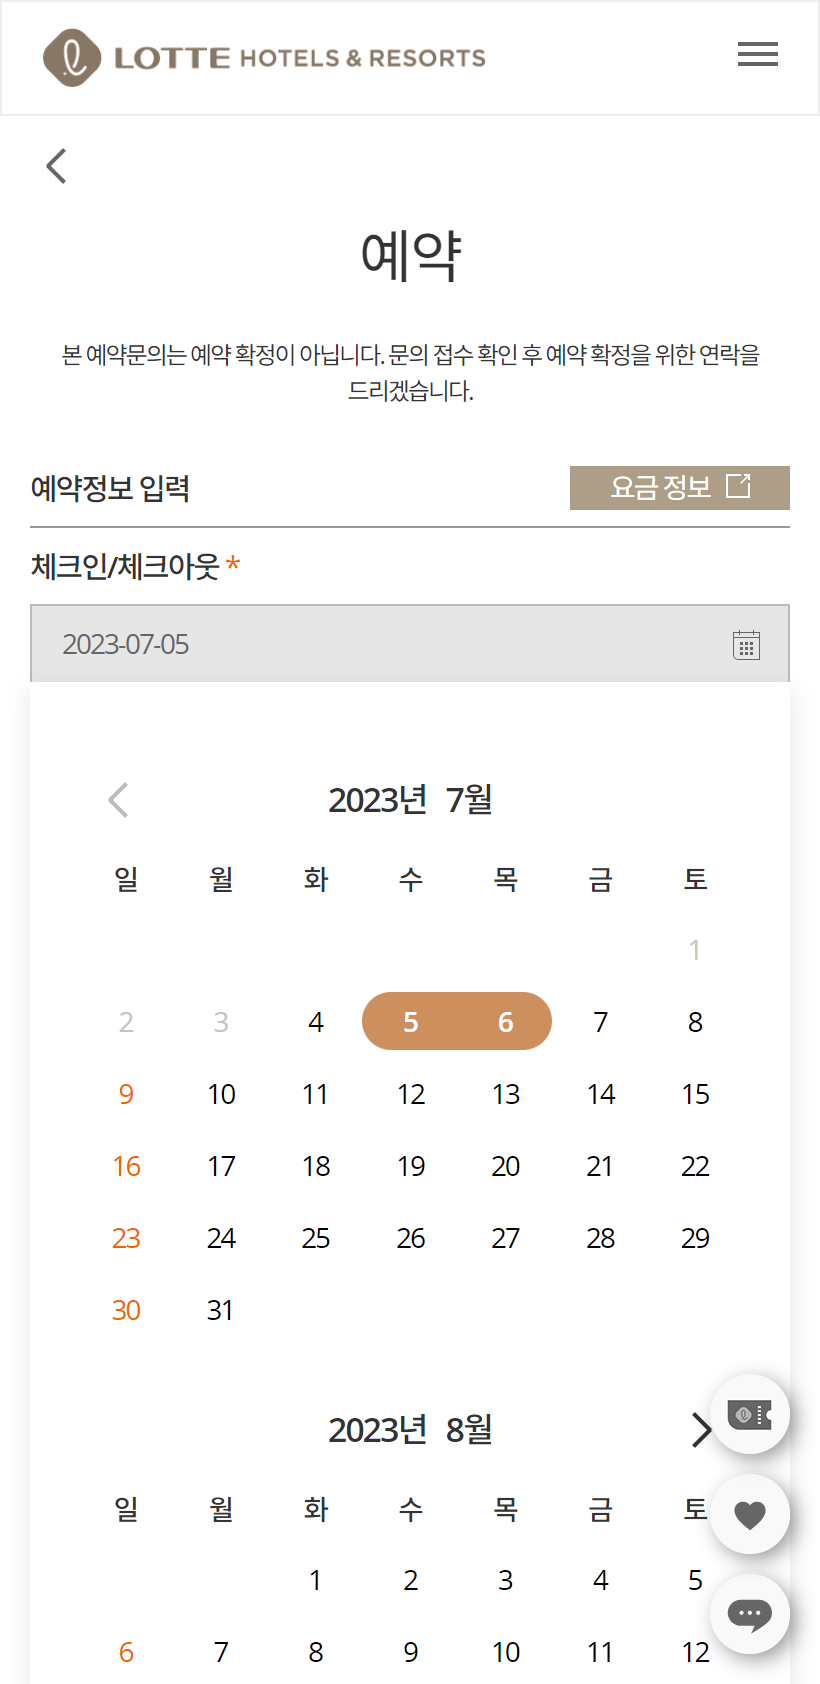 LOTTE HOTELS & RESORTS
예약
본 예약문의는 예약 확정이 아닙니다. 문의 접수 확인 후 예약 확정을 위한 연락을
드리겠습니다.
예약정보 입력 요금 정보
체크인/체크아웃 *
2023-07-05
2023년 7월
일 월 화 수 목 금 토
1
2 3 4 5 6 7 8
9 10 11 12 13 14 15
16 17 18 19 20 21 22
23 24 25 26 27 28 29
30 31
2023년 8월
일 월 화 수 목 금 토
1 2 3 4 5
6 7 8 9 10 11 12